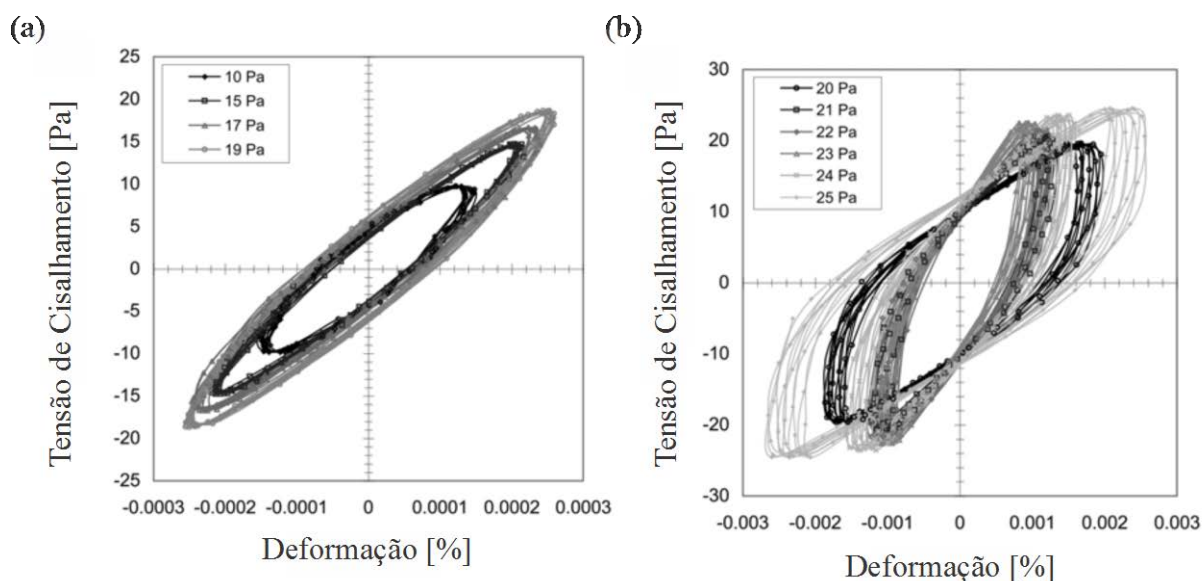 (a)
Tensão de Cisalhamento [Pa]
25
20
15
10
5
0
-5
-10
-15
-20
-25
10 Pa
15 Pa
17 Pa
19 Pa
-0.0003 -0.0002 -0.0001 0 0.0001 0.0002 0.0003
Deformação [%]
(b)
Tensão de Cisalhamento [Pa]
30
20
10
0
-10
-20
-30
20 Pa
21 Pa
22 Pa
23 Pa
24 Pa
25 Pa
-0.003 -0.002 -0.001 0 0.001 0.002 0.003
Deformação [%]